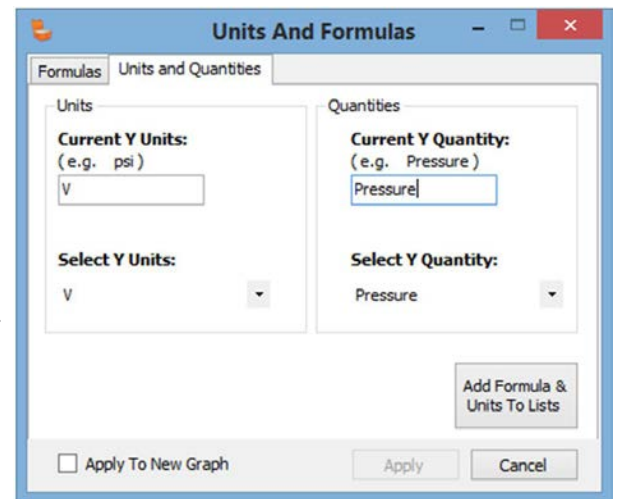 Units And Formulas
Formulas
Units and Quantities
Units
Current Y Units:
(e.g. psi)
V
Select Y Units:
V
Quantities
Current Y Quantity:
(e.g. Pressure)
Pressure
Select Y Quantity:
Pressure
Add Formula &
Units To Lists
Apply To New Graph
Apply
Cancel